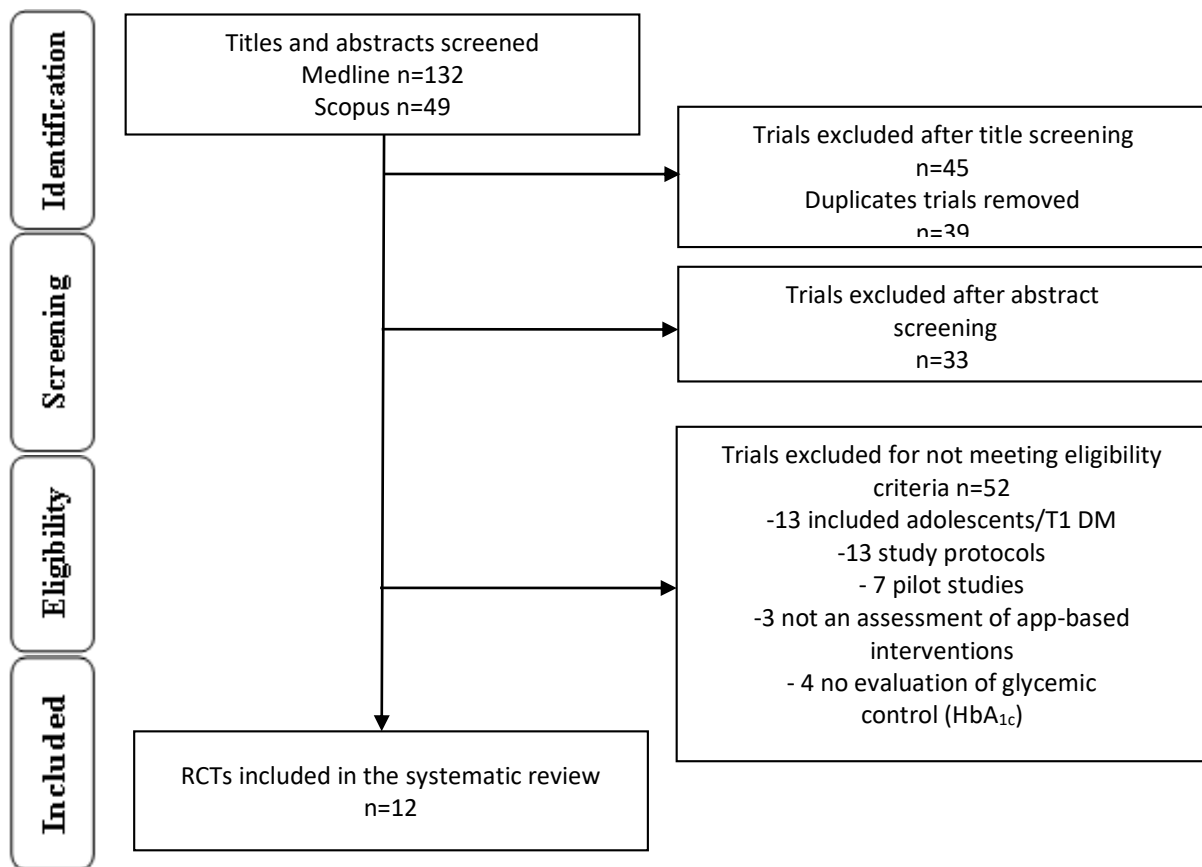 Identification
Titles and abstracts screened
Medline n=132
Scopus n=49
Trials excluded after title screening
n=45
Duplicates trials removed
n=39
Screening
Trials excluded after abstract
screening
n=33
Eligibility
Trials excluded for not meeting eligibility
criteria n=52
-13 included adolescents/T1 DM
-13 study protocols
- 7 pilot studies
-3 not an assessment of app-based
interventions
- 4 no evaluation of glycemic
control (HbA1c)
Included
RCTs included in the systematic review
n=12